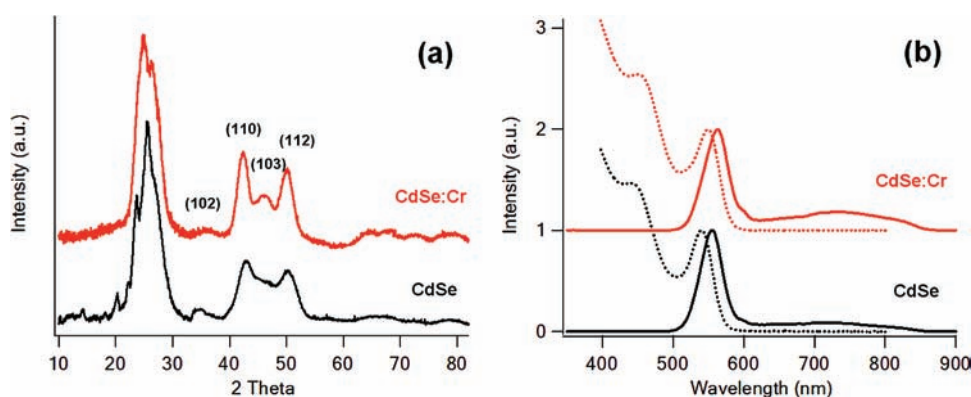 (a)
Intensity (a.u.)
(110)
(103)
(112)
(102)
CdSe:Cr
CdSe
10 20 30 40 50 60 70 80
2 Theta
(b)
Intensity (a.u.)
3
2
1
0
CdSe:Cr
CdSe
400 500 600 700 800 900
Wavelength (nm)